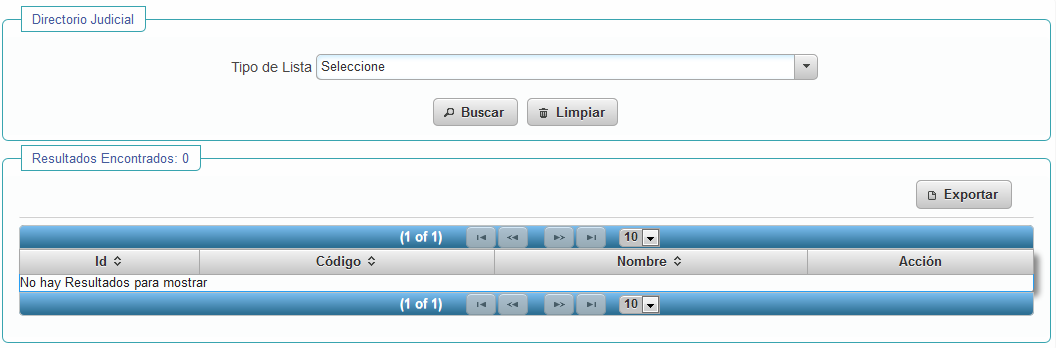 Directorio Judicial
Tipo de Lista Seleccione
Buscar Limpiar
Resultados Encontrados: 0
Exportar
(1 of 1) 10
Id Código Nombre Acción
No hay Resultados para mostrar
(1 of 1) 10